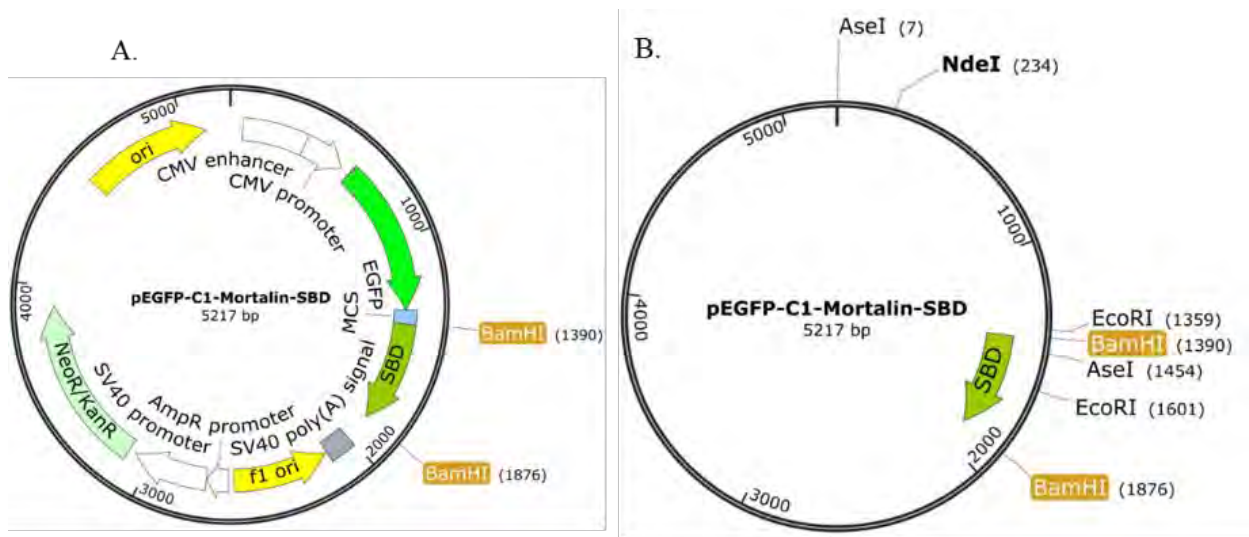 A.
5000
ori
CMV enhancer
CMV promoter
1000
EGFP
MCS
pEGFP-C1-Mortalin-SBD
5217 bp
BamHI (1390)
4000
SBD
NeoR/KanR
SV40 promoter
AmpR promoter
SV40 poly(A) signal
f1 ori
2000
BamHI (1876)
3000
B.
AseI (7)
NdeI (234)
5000
1000
pEGFP-C1-Mortalin-SBD
5217 bp
4000
EcoRI (1359)
BamHI (1390)
AseI (1454)
SBD
EcoRI (1601)
2000
BamHI (1876)
3000